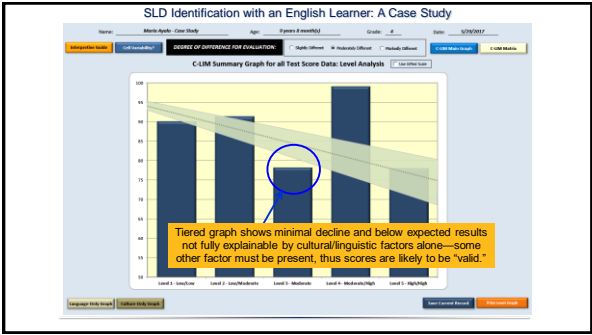 SLD Identification with an English Learner: A Case Study
Name: Maria Ayala - Case Study Age: 9 years 8 month(s) Grade: 4 Date: 5/29/2017
Interpretive Guide Cell Variability? DEGREE OF DIFFERENCE FOR EVALUATION: Slightly Different Moderately Different Markedly Different C-LIM Main Graph C-LIM Matrix
C-LIM Summary Graph for all Test Score Data: Level Analysis
100
95
90
85
80
75
70
65
60
55
50
Tiered graph shows minimal decline and below expected results
not fully explainable by cultural/linguistic factors alone—some
other factor must be present, thus scores are likely to be “valid.”
Level 1 - Low/Low Level 2 - Low/Moderate Level 3 - Moderate Level 4 - Moderate/High Level 5 - High/High
Language-Only Graph Culture-Only Graph Save Current Record Print Level Graph